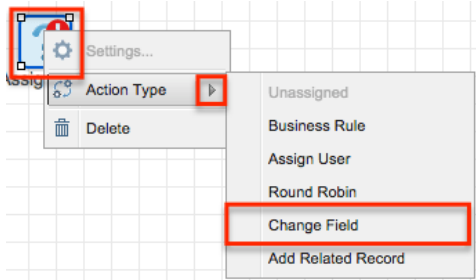 Settings...
Action Type
Delete
Unassigned
Business Rule
Assign User
Round Robin
Change Field
Add Related Record